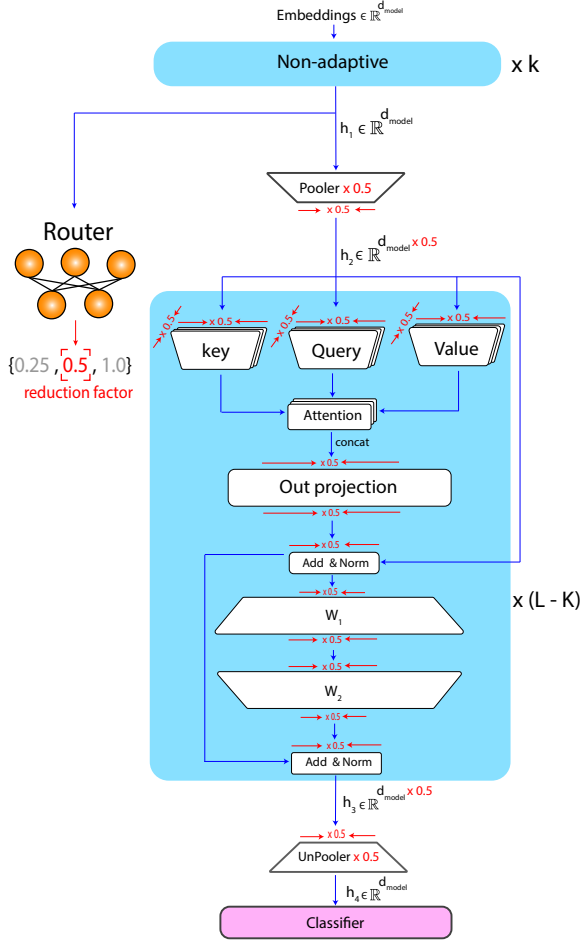 Embeddings ∈ ℝ^d_model
Non-adaptive
x k
h₁ ∈ ℝ^d_model
Pooler x 0.5
x 0.5
Router
h₂ ∈ ℝ^d_model x 0.5
x 0.5 x 0.5 x 0.5 x 0.5 x 0.5 x 0.5
key Query Value
{0.25 , 0.5, 1.0}
reduction factor
Attention
concat
x 0.5
Out projection
x 0.5
x 0.5
Add & Norm
x 0.5
x (L - K)
W₁
x 0.5
x 0.5
W₂
x0.5
x 0.5
Add & Norm
h₃ ∈ ℝ^d_model x 0.5
x0.5
UnPooler x 0.5
h₄ ∈ ℝ^d_model
Classifier